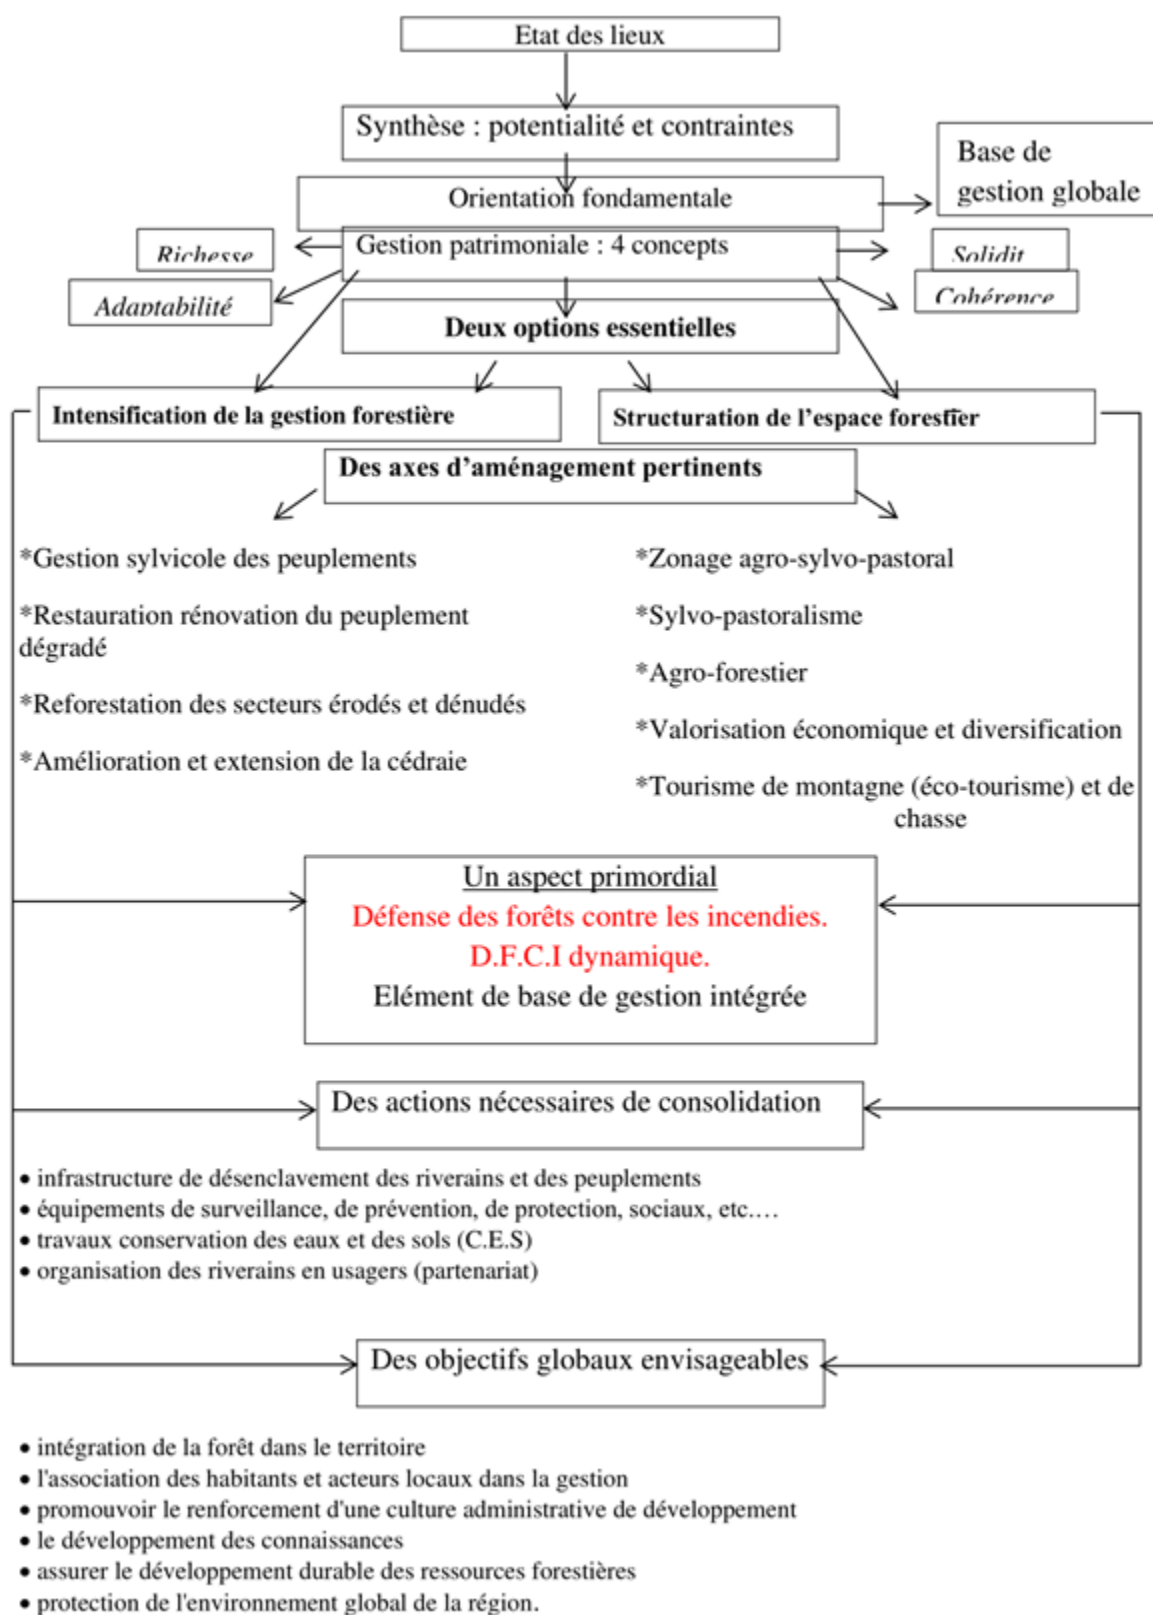 Etat des lieux
Synthèse : potentialité et contraintes
Base de
gestion globale
Orientation fondamentale
Gestion patrimoniale : 4 concepts
Richesse
Solidit
Adaptabilité
Cohérence
Deux options essentielles
Intensification de la gestion forestière
Structuration de l’espace forestier
Des axes d’aménagement pertinents
*Gestion sylvicole des peuplements
*Restauration rénovation du peuplement
dégradé
*Reforestation des secteurs érodés et dénudés
*Amélioration et extension de la cédraie
*Zonage agro-sylvo-pastoral
*Sylvo-pastoralisme
*Agro-forestier
*Valorisation économique et diversification
*Tourisme de montagne (éco-tourisme) et de
chasse
Un aspect primordial
Défense des forêts contre les incendies.
D.F.C.I dynamique.
Elément de base de gestion intégrée
Des actions nécessaires de consolidation
• infrastructure de désenclavement des riverains et des peuplements
• équipements de surveillance, de prévention, de protection, sociaux, etc.…
• travaux conservation des eaux et des sols (C.E.S)
• organisation des riverains en usagers (partenariat)
Des objectifs globaux envisageables
• intégration de la forêt dans le territoire
• l'association des habitants et acteurs locaux dans la gestion
• promouvoir le renforcement d'une culture administrative de développement
• le développement des connaissances
• assurer le développement durable des ressources forestières
• protection de l'environnement global de la région.